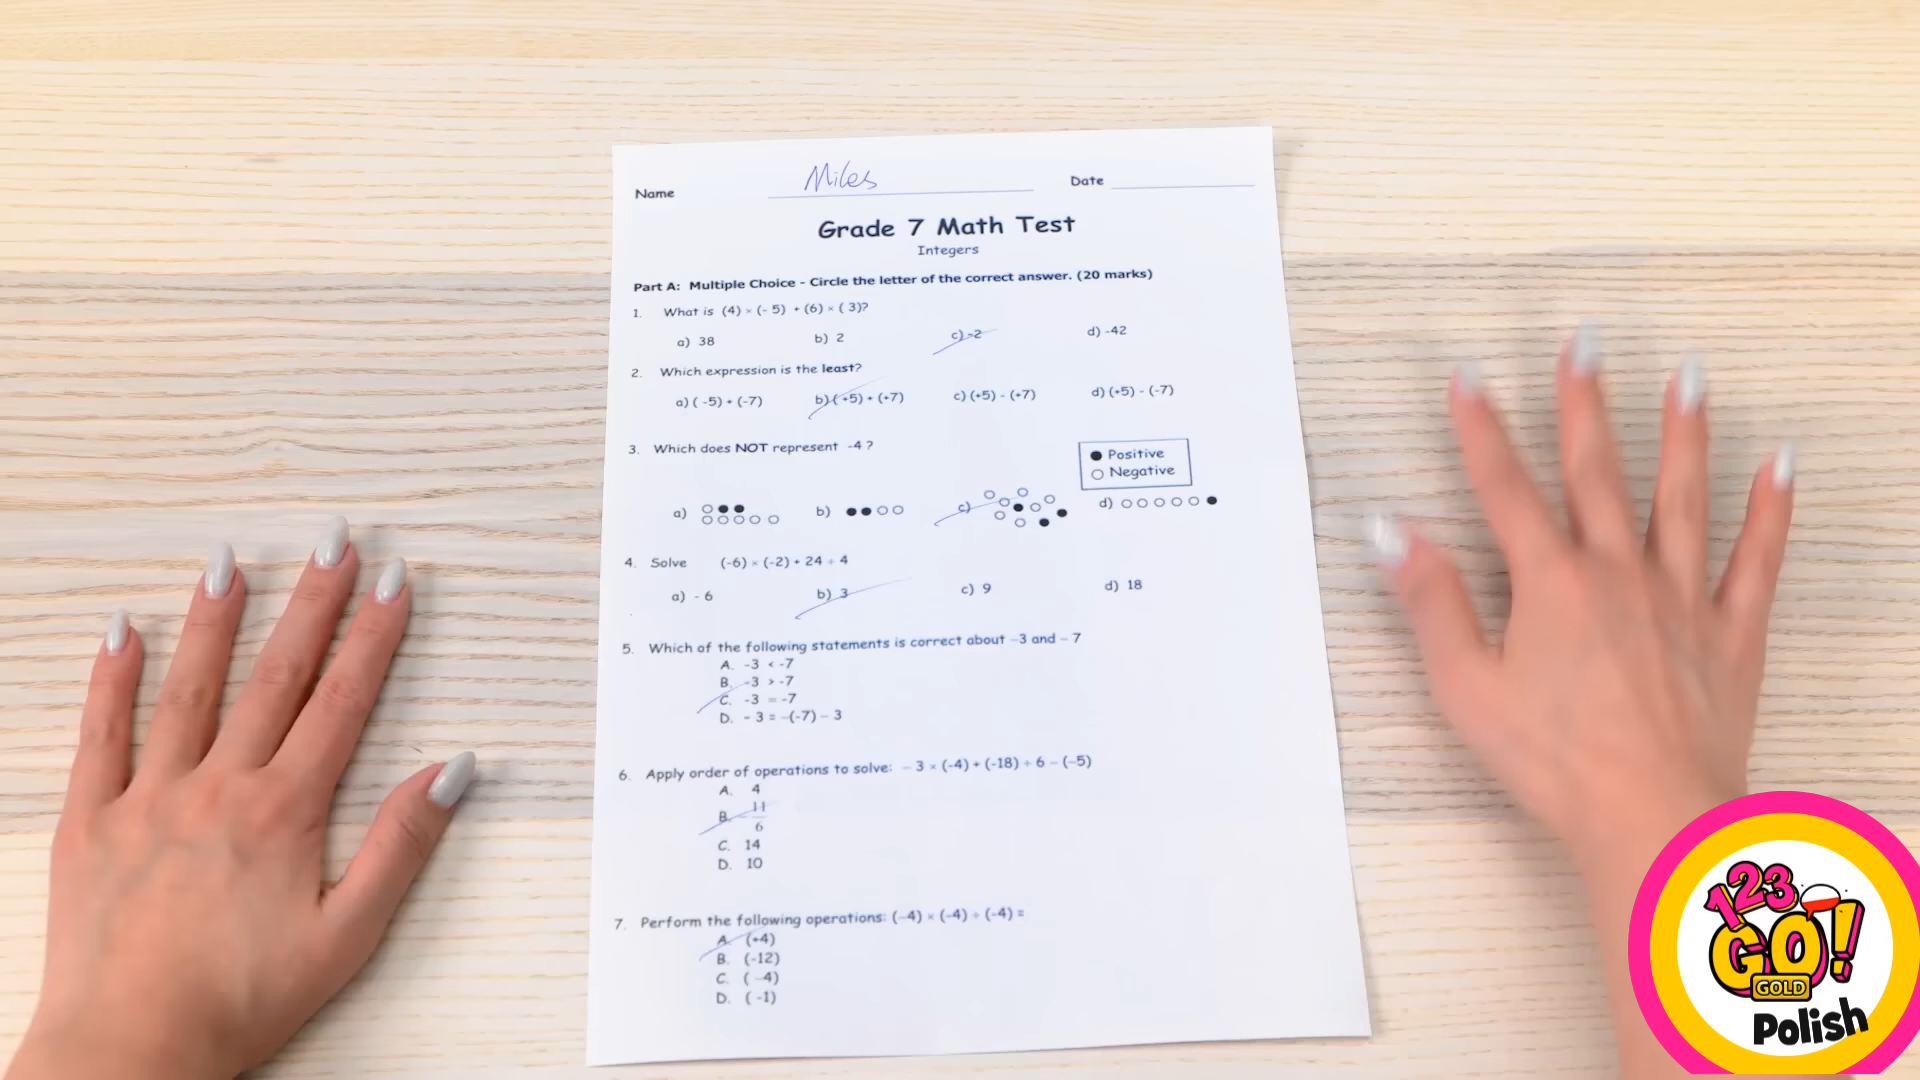 Name Miles Date
Grade 7 Math Test
Integers
Part A: Multiple Choice - Circle the letter of the correct answer. (20 marks)
1. What is (4) × (- 5) + (6) × ( 3)?
a) 38 b) 2 c) -2 d) -42
2. Which expression is the least?
a) ( -5) + (-7) b) ( +5) + (+7) c) (+5) - (+7) d) (+5) - (-7)
3. Which does NOT represent -4 ?
Positive
Negative
a) b) c) d)
4. Solve (-6) × (-2) + 24 ÷ 4
a) - 6 b) 3 c) 9 d) 18
5. Which of the following statements is correct about -3 and - 7
A. -3 < -7
B. -3 > -7
C. -3 = -7
D. - 3 = -(-7) - 3
6. Apply order of operations to solve: - 3 × (-4) + (-18) ÷ 6 - (-5)
A. 4
B. - 11
6
C. 14
D. 10
7. Perform the following operations: (-4) × (-4) ÷ (-4) =
A. (+4)
B. (-12)
C. ( -4)
D. ( -1)
123
GO!
GOLD
Polish